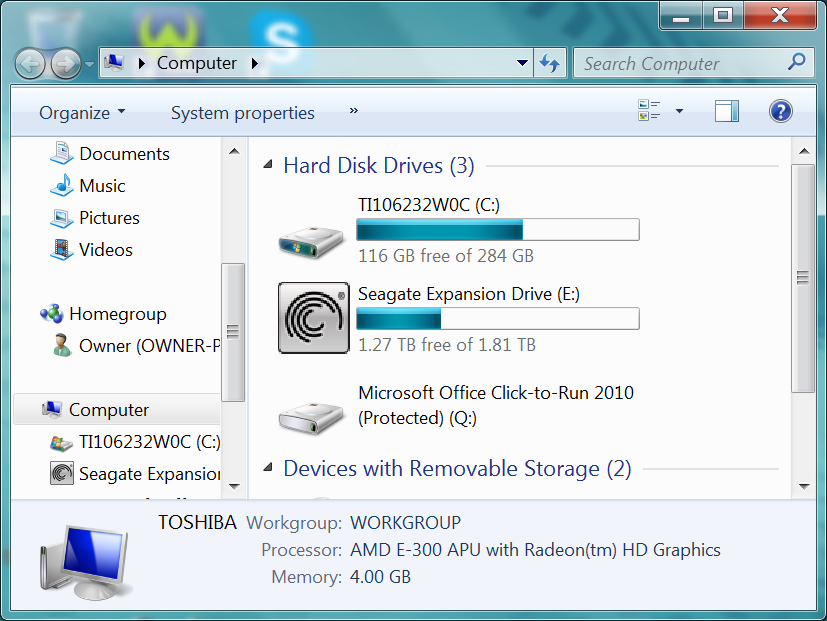 Computer
Search Computer
Organize
System properties
»
Documents
Music
Pictures
Videos
Homegroup
Owner (OWNER-P
Computer
TI106232W0C (C:)
Seagate Expansion
Hard Disk Drives (3)
TI106232W0C (C:)
116 GB free of 284 GB
Seagate Expansion Drive (E:)
1.27 TB free of 1.81 TB
Microsoft Office Click-to-Run 2010
(Protected) (Q:)
Devices with Removable Storage (2)
TOSHIBA Workgroup: WORKGROUP
Processor: AMD E-300 APU with Radeon(tm) HD Graphics
Memory: 4.00 GB